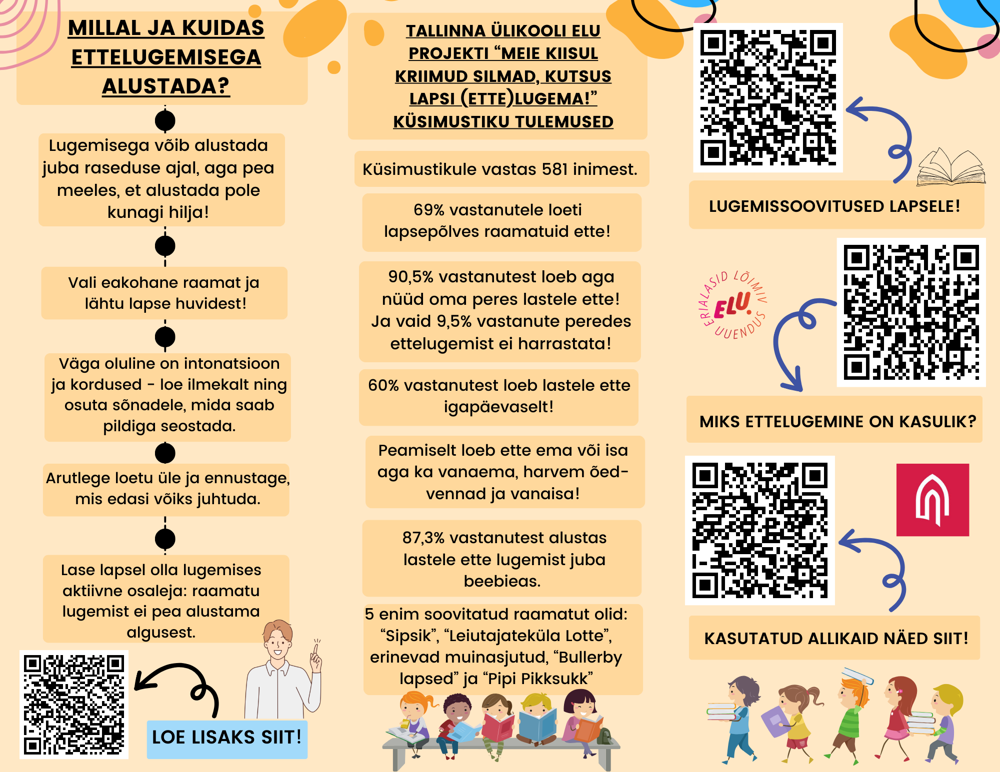 MILLAL JA KUIDAS
ETTELUGEMISEGA
ALUSTADA?
Lugemisega võib alustada
juba raseduse ajal, aga pea
meeles, et alustada pole
kunagi hilja!
Vali eakohane raamat ja
lähtu lapse huvidest!
Väga oluline on intonatsioon
ja kordused - loe ilmekalt ning
osuta sõnadele, mida saab
pildiga seostada.
Arutlege loetu üle ja ennustage,
mis edasi võiks juhtuda.
Lase lapsel olla lugemises
aktiivne osaleja: raamatu
lugemist ei pea alustama
algusest.
LOE LISAKS SIIT!
TALLINNA ÜLIKOOLI ELU
PROJEKTI “MEIE KIISUL
KRIIMUD SILMAD, KUTSUS
LAPSI (ETTE)LUGEMA!”
KÜSIMUSTIKU TULEMUSED
Küsimustikule vastas 581 inimest.
69% vastanutele loeti
lapsepõlves raamatuid ette!
90,5% vastanutest loeb aga
nüüd oma peres lastele ette!
Ja vaid 9,5% vastanute peredes
ettelugemist ei harrastata!
60% vastanutest loeb lastele ette
igapäevaselt!
Peamiselt loeb ette ema või isa
aga ka vanaema, harvem õed-
vennad ja vanaisa!
87,3% vastanutest alustas
lastele ette lugemist juba
beebieas.
5 enim soovitatud raamatut olid:
“Sipsik”, “Leiutajateküla Lotte”,
erinevad muinasjutud, “Bullerby
lapsed” ja “Pipi Pikksukk”
LUGEMISSOOVITUSED LAPSELE!
ERIALASID LÕIMIV
ELU.
UUENDUS
MIKS ETTELUGEMINE ON KASULIK?
KASUTATUD ALLIKAID NÄED SIIT!